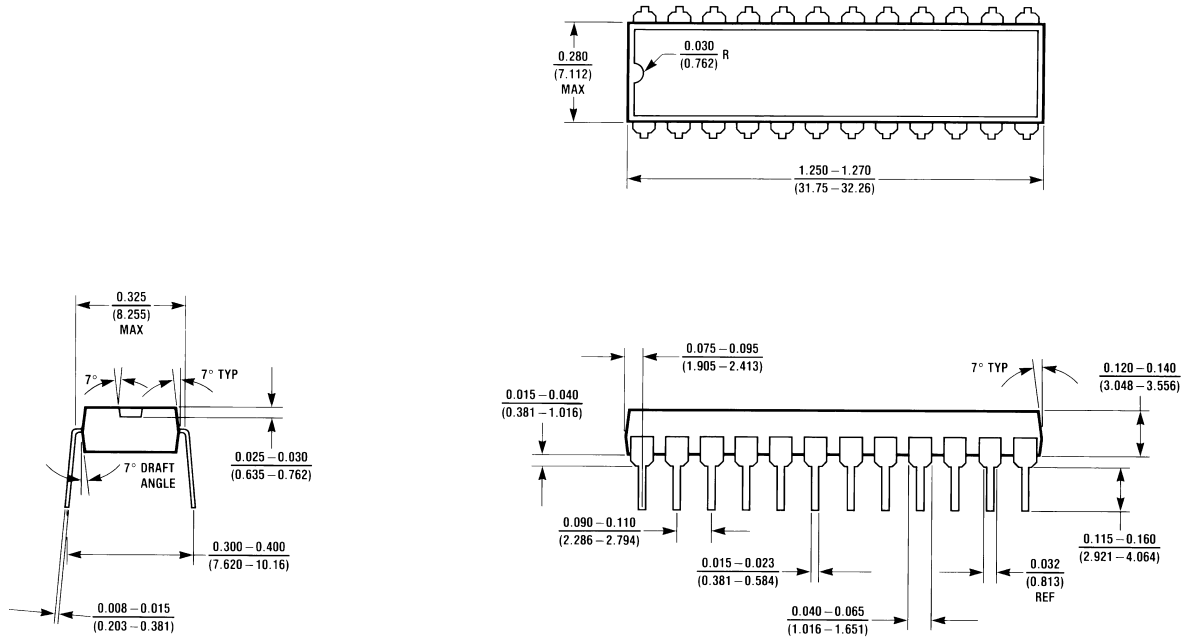 0.280
(7.112)
MAX
0.030
(0.762)
R
1.250 – 1.270
(31.75 – 32.26)
0.325
(8.255)
MAX
7°
7° TYP
0.025 – 0.030
(0.635 – 0.762)
7° DRAFT
ANGLE
0.300 – 0.400
(7.620 – 10.16)
0.008 – 0.015
(0.203 – 0.381)
0.075 – 0.095
(1.905 – 2.413)
7° TYP
0.120 – 0.140
(3.048 – 3.556)
0.015 – 0.040
(0.381 – 1.016)
0.090 – 0.110
(2.286 – 2.794)
0.015 – 0.023
(0.381 – 0.584)
0.040 – 0.065
(1.016 – 1.651)
0.032
(0.813)
REF
0.115 – 0.160
(2.921 – 4.064)